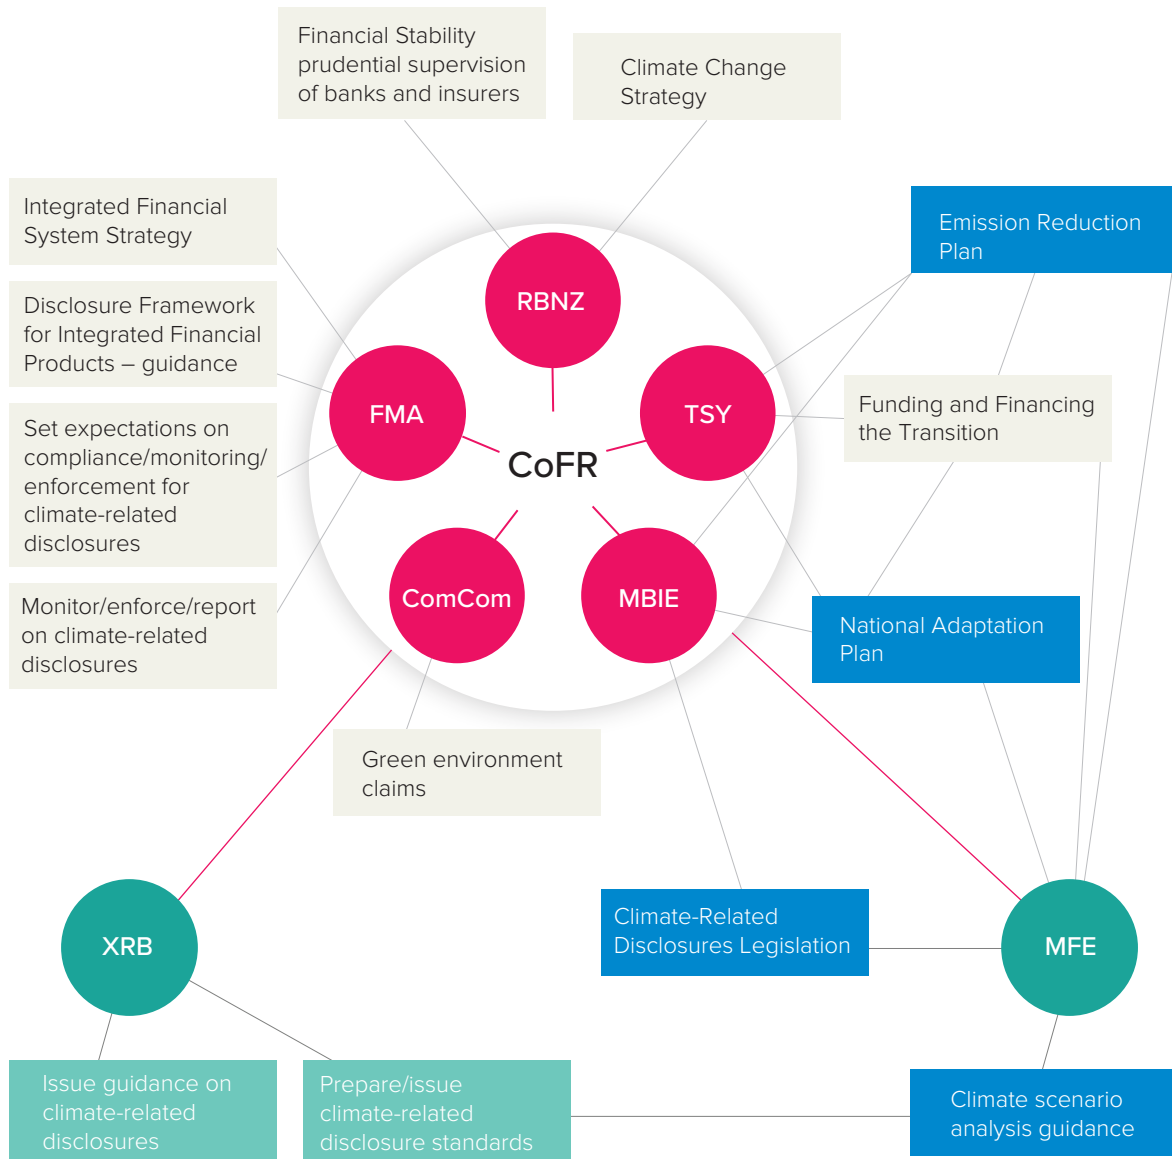 Financial Stability
prudential supervision
of banks and insurers
Climate Change
Strategy
Integrated Financial
System Strategy
Emission Reduction
Plan
RBNZ
Disclosure Framework
for Integrated Financial
Products – guidance
FMA
TSY
Funding and Financing
the Transition
Set expectations on
compliance/monitoring/
enforcement for
climate-related
disclosures
CoFR
Monitor/enforce/report
on climate-related
disclosures
ComCom
MBIE
National Adaptation
Plan
Green environment
claims
XRB
Climate-Related
Disclosures Legislation
MFE
Issue guidance on
climate-related
disclosures
Prepare/issue
climate-related
disclosure standards
Climate scenario
analysis guidance